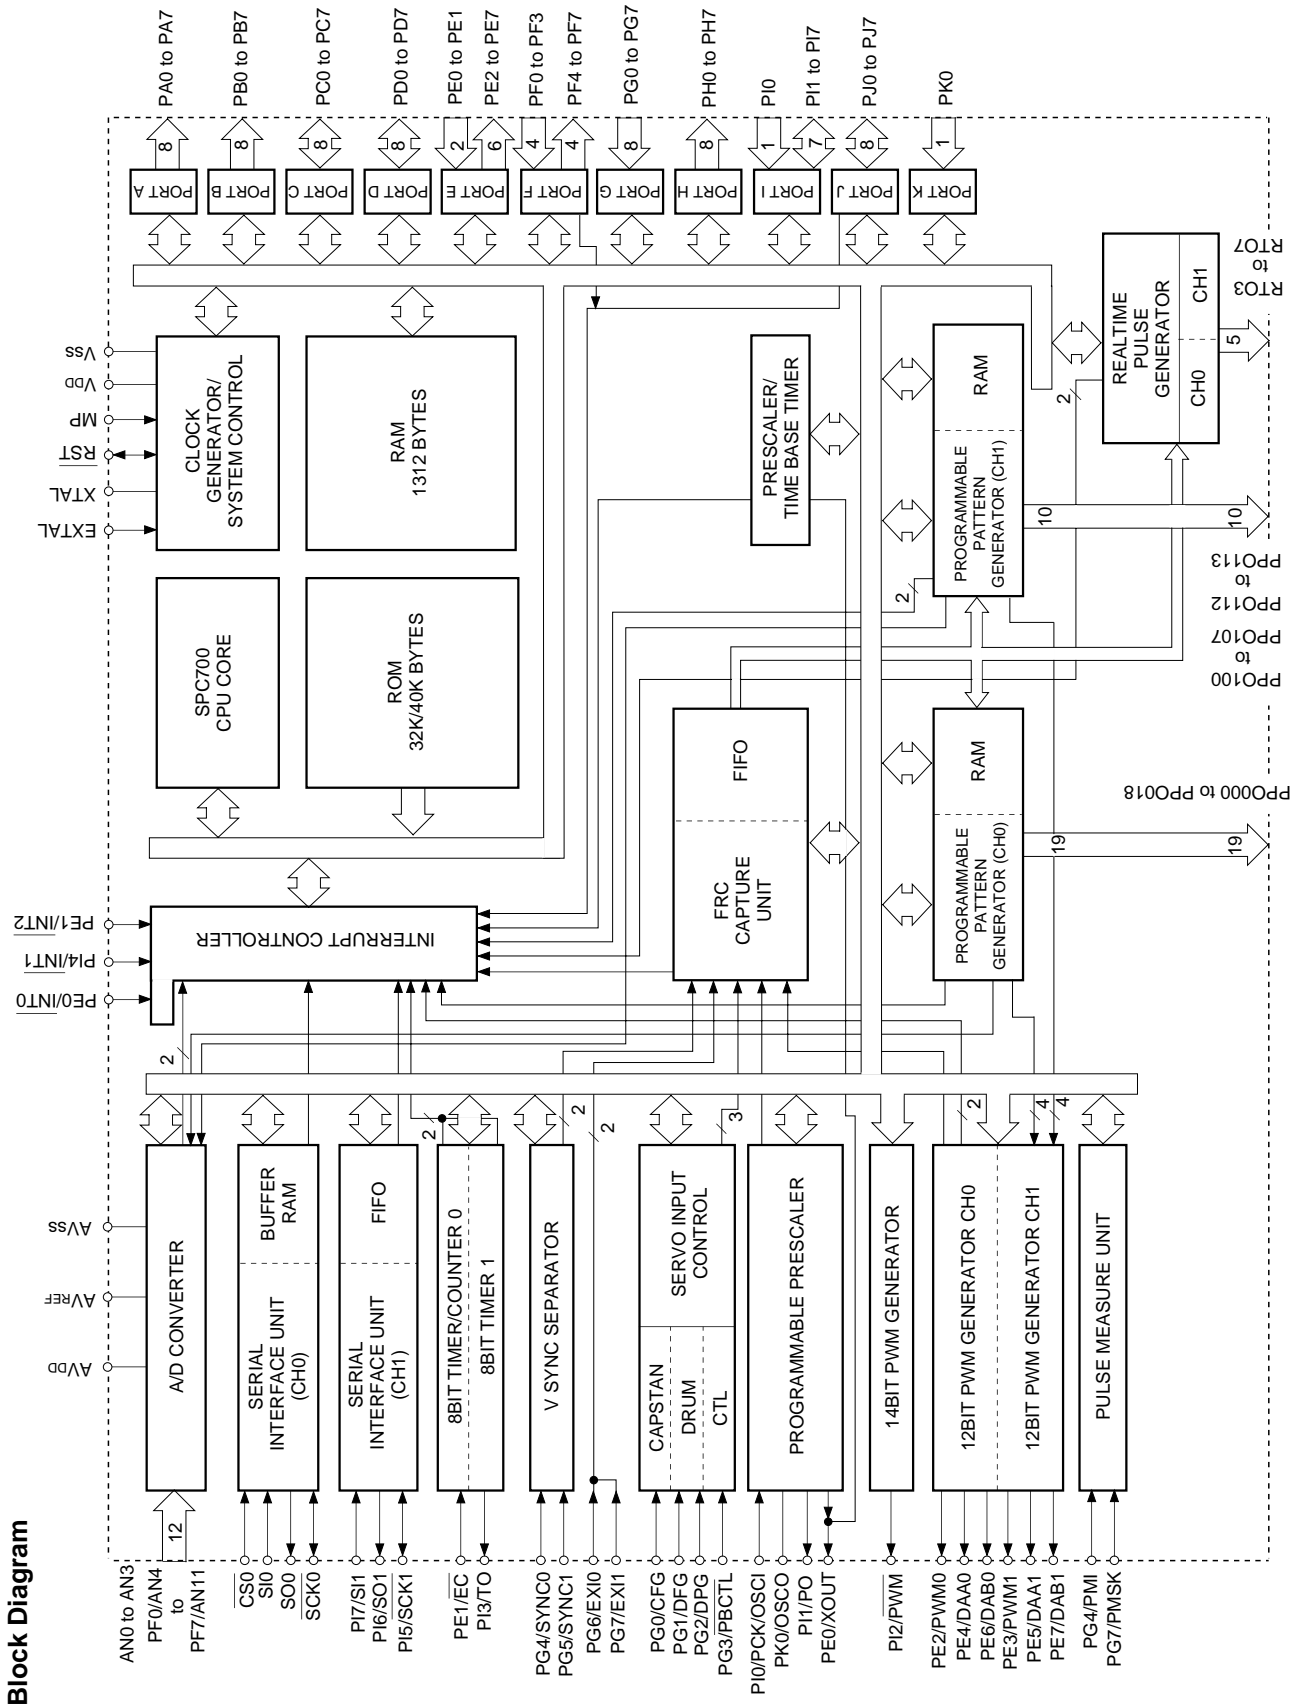 Block Diagram
AN0 to AN3
PF0/AN4
to
PF7/AN11
CS0
SI0
SO0
SCK0
PI7/SI1
PI6/SO1
PI5/SCK1
PE1/EC
PI3/TO
PG4/SYNC0
PG5/SYNC1
PG6/EXI0
PG7/EXI1
PG0/CFG
PG1/DFG
PG2/DPG
PG3/PBCTL
PI0/PCK/OSCI
PK0/OSCO
PI1/PO
PE0/XOUT
PI2/PWM
PE2/PWM0
PE4/DAA0
PE6/DAB0
PE3/PWM1
PE5/DAA1
PE7/DAB1
PG4/PMI
PG7/PMSK
12
A/D CONVERTER
SERIAL
INTERFACE UNIT
(CH0)
BUFFER
RAM
SERIAL
INTERFACE UNIT
(CH1)
FIFO
8BIT TIMER/COUNTER 0
8BIT TIMER 1
V SYNC SEPARATOR
CAPSTAN
DRUM
CTL
SERVO INPUT
CONTROL
PROGRAMMABLE PRESCALER
14BIT PWM GENERATOR
12BIT PWM GENERATOR CH0
12BIT PWM GENERATOR CH1
PULSE MEASURE UNIT
AVDD
AVREF
AVSS
2
2
2
2
3
2
4
4
PE0/INT0
PI4/INT1
PE1/INT2
INTERRUPT CONTROLLER
FRC
CAPTURE
UNIT
FIFO
PROGRAMMABLE
PATTERN
GENERATOR (CH0)
RAM
19
19
PPO000 to PPO018
SPC700
CPU CORE
ROM
32K/40K BYTES
EXTAL
XTAL
RST
MP
VDD
VSS
CLOCK
GENERATOR/
SYSTEM CONTROL
RAM
1312 BYTES
PRESCALER/
TIME BASE TIMER
2
PROGRAMMABLE
PATTERN
GENERATOR (CH1)
RAM
10
10
PPO100
to
PPO107
PPO112
to
PPO113
2
REALTIME
PULSE
GENERATOR
CH0
CH1
5
RTO3
to
RTO7
PORT A
PORT B
PORT C
PORT D
PORT E
PORT F
PORT G
PORT H
PORT I
PORT J
PORT K
8
8
8
8
2
6
4
4
8
8
1
7
8
1
PA0 to PA7
PB0 to PB7
PC0 to PC7
PD0 to PD7
PE0 to PE1
PE2 to PE7
PF0 to PF3
PF4 to PF7
PG0 to PG7
PH0 to PH7
PI0
PI1 to PI7
PJ0 to PJ7
PK0